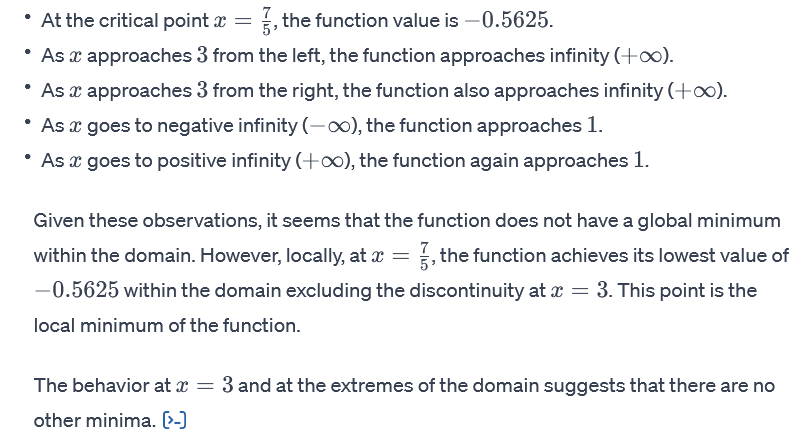 • At the critical point x = 7/5, the function value is −0.5625.
• As x approaches 3 from the left, the function approaches infinity (+∞).
• As x approaches 3 from the right, the function also approaches infinity (+∞).
• As x goes to negative infinity (−∞), the function approaches 1.
• As x goes to positive infinity (+∞), the function again approaches 1.
Given these observations, it seems that the function does not have a global minimum
within the domain. However, locally, at x = 7/5, the function achieves its lowest value of
−0.5625 within the domain excluding the discontinuity at x = 3. This point is the
local minimum of the function.
The behavior at x = 3 and at the extremes of the domain suggests that there are no
other minima. [>-]